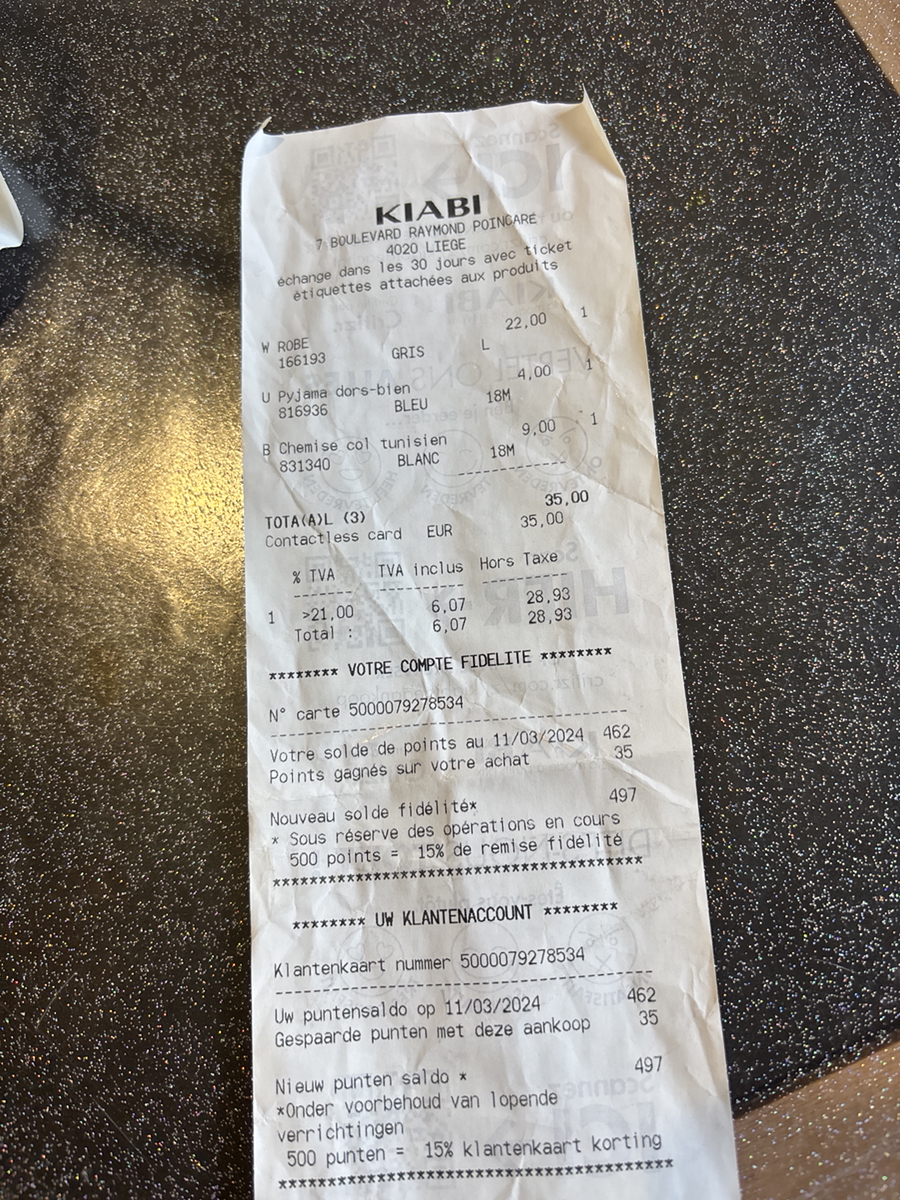 KIABI
7 BOULEVARD RAYMOND POINCARE
4020 LIEGE
échange dans les 30 jours avec ticket
étiquettes attachées aux produits
W ROBE 22,00 1
166193 GRIS L
U Pyjama dors-bien 4,00 1
816936 BLEU 18M
B Chemise col tunisien 9,00 1
831340 BLANC 18M
TOTA(A)L (3) 35,00
Contactless card EUR 35,00
% TVA TVA inclus Hors Taxe
1 >21,00 6,07 28,93
Total : 6,07 28,93
******** VOTRE COMPTE FIDELITE ********
N° carte 5000079278534
Votre solde de points au 11/03/2024 462
Points gagnés sur votre achat 35
Nouveau solde fidélité* 497
* Sous réserve des opérations en cours
500 points = 15% de remise fidélité
****************************************
******** UW KLANTENACCOUNT ********
Klantenkaart nummer 5000079278534
Uw puntensaldo op 11/03/2024 462
Gespaarde punten met deze aankoop 35
Nieuw punten saldo * 497
*Onder voorbehoud van lopende
verrichtingen
500 punten = 15% klantenkaart korting
****************************************